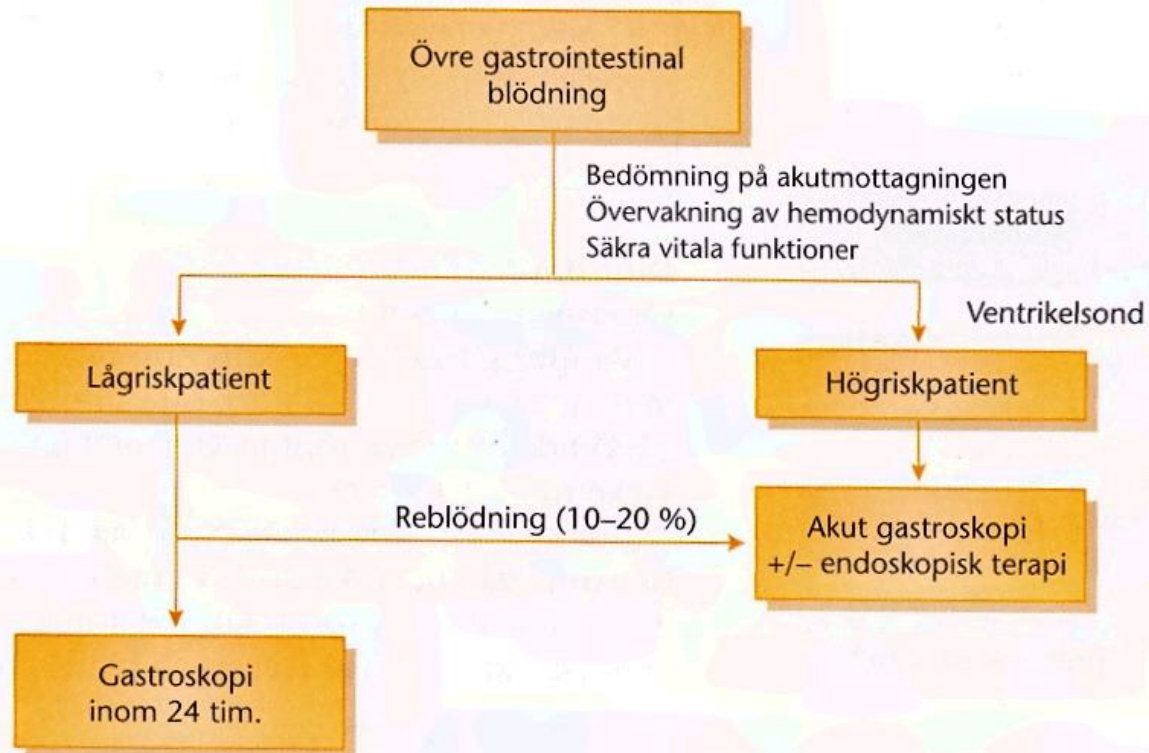 Övre gastrointestinal
blödning
Bedömning på akutmottagningen
Övervakning av hemodynamiskt status
Säkra vitala funktioner
Ventrikelsond
Lågriskpatient
Högriskpatient
Reblödning (10–20 %)
Akut gastroskopi
+/– endoskopisk terapi
Gastroskopi
inom 24 tim.